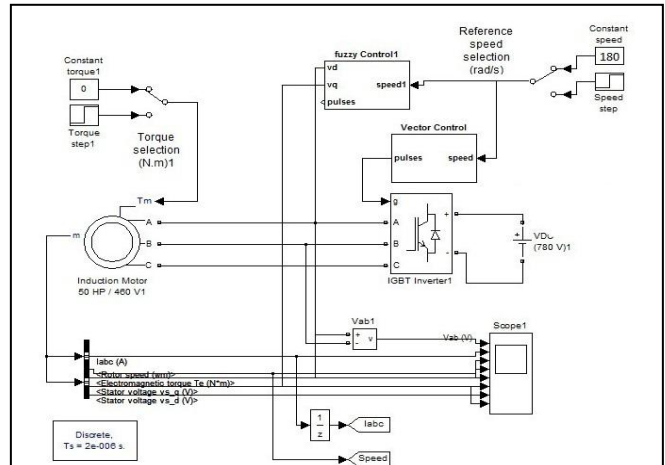 Constant
torque1
0
Torque
step1
Torque
selection
(N.m)1
fuzzy Control1
vd
vq
pulses
speed1
Reference
speed
selection
(rad/s)
Constant
speed
180
Speed
step
Vector Control
pulses
speed
Tm
m
A
B
C
Induction Motor
50 HP / 460 V1
g
A
B
C
+
-
IGBT Inverter1
+
(780 V)1
Vab1
+
-
v
Vab (V)
Scope1
Iabc (A)
<Rotor speed (wm)>
<Electromagnetic torque Te (N*m)>
<Stator voltage vs_q (V)>
<Stator voltage vs_d (V)>
Discrete,
Ts = 2e-006 s.
1
z
Iabc
Speed